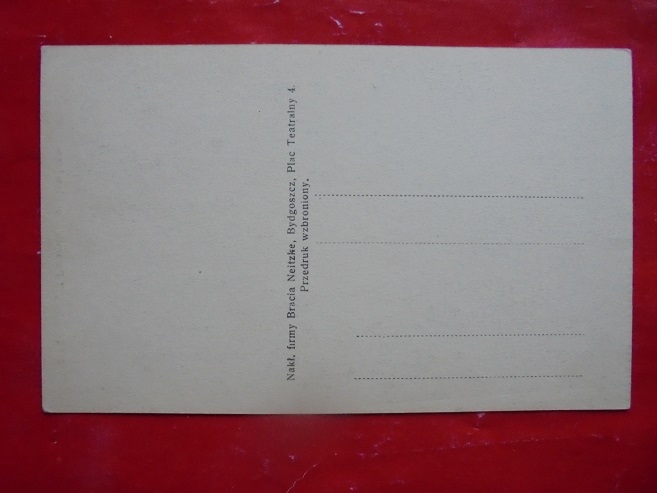 Nakł. firmy Bracia Neitzke, Bydgoszcz, Plac Teatralny 4.
Przedruk wzbroniony.